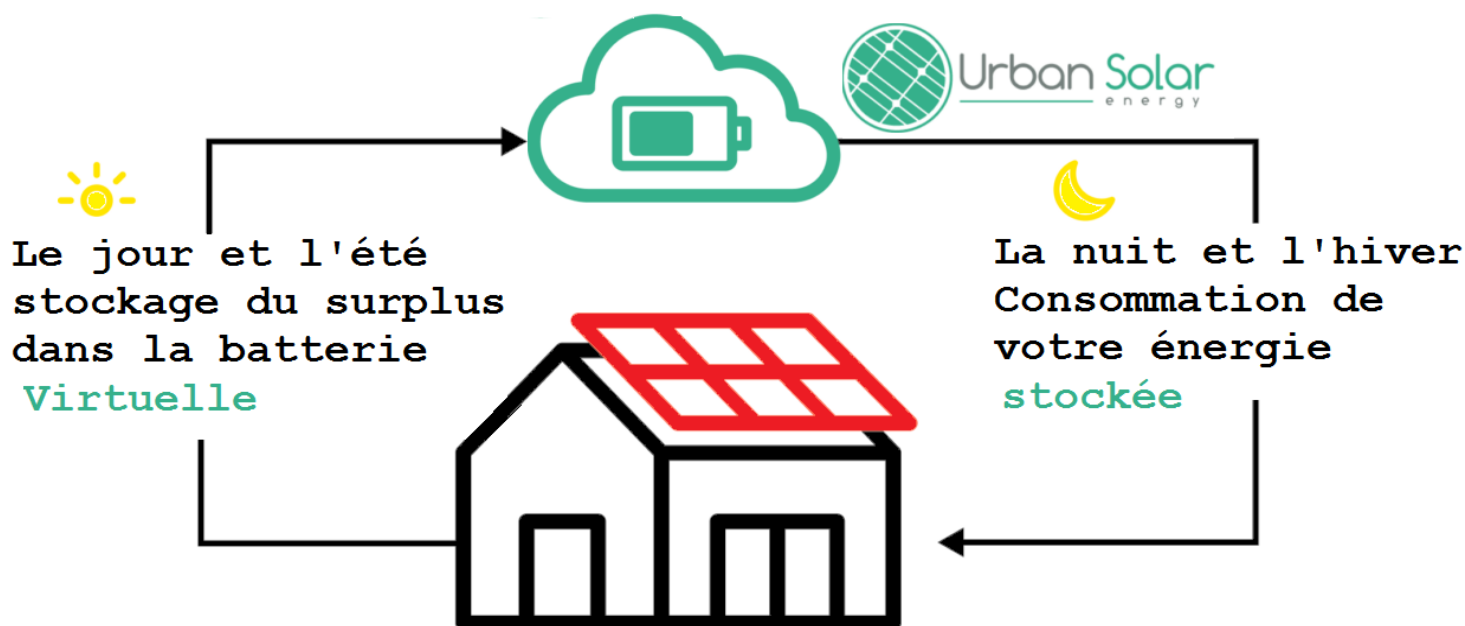 Urban Solar
energy
Le jour et l'été
stockage du surplus
dans la batterie
Virtuelle
La nuit et l'hiver
Consommation de
votre énergie
stockée